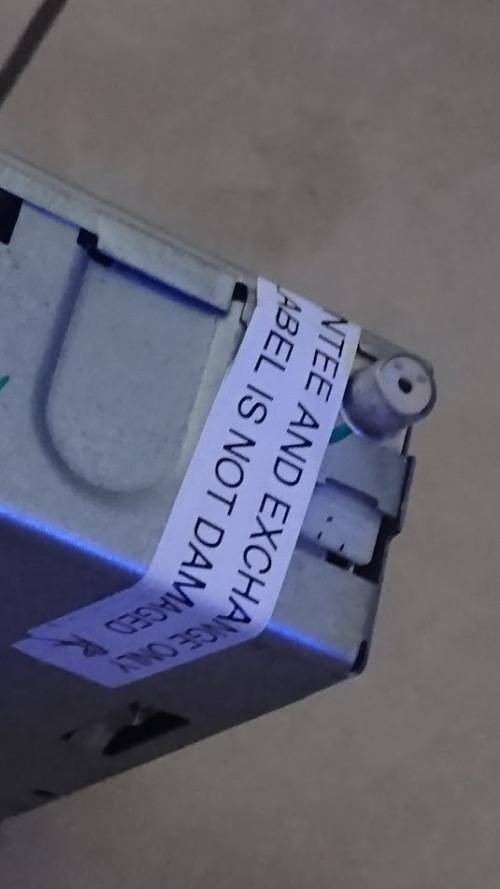 NTEE AND EXCHANGE ONLY
ABEL IS NOT DAMAGED
R